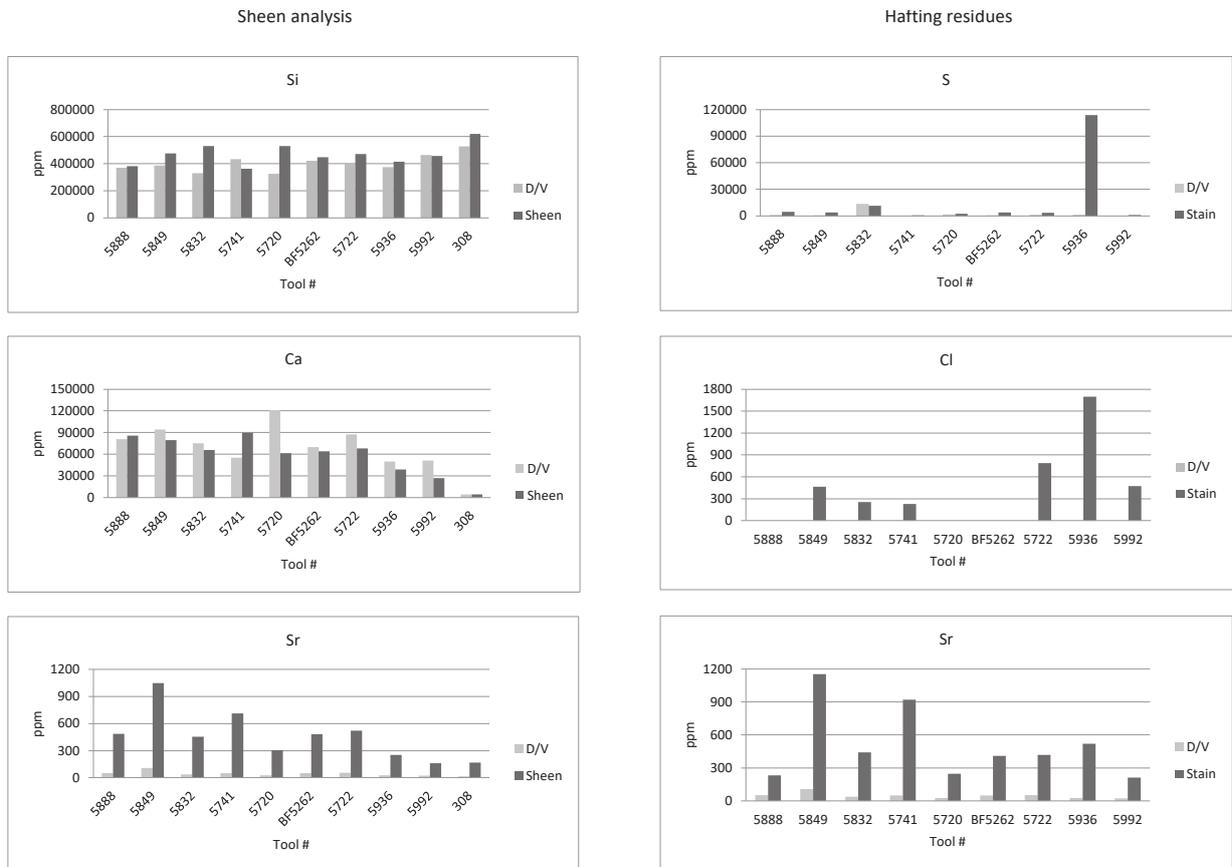 Sheen analysis
Si
800000
600000
400000
200000
0
ppm
5888 5849 5832 5741 5720 BF5262 5722 5936 5992 308
Tool #
D/V
Sheen
Ca
150000
120000
90000
60000
30000
0
ppm
5888 5849 5832 5741 5720 BF5262 5722 5936 5992 308
Tool #
D/V
Sheen
Sr
1200
900
600
300
0
ppm
5888 5849 5832 5741 5720 BF5262 5722 5936 5992 308
Tool #
D/V
Sheen
Hafting residues
S
120000
90000
60000
30000
0
ppm
5888 5849 5832 5741 5720 BF5262 5722 5936 5992
Tool #
D/V
Stain
Cl
1800
1500
1200
900
600
300
0
ppm
5888 5849 5832 5741 5720 BF5262 5722 5936 5992
Tool #
D/V
Stain
Sr
1200
900
600
300
0
ppm
5888 5849 5832 5741 5720 BF5262 5722 5936 5992
Tool #
D/V
Stain